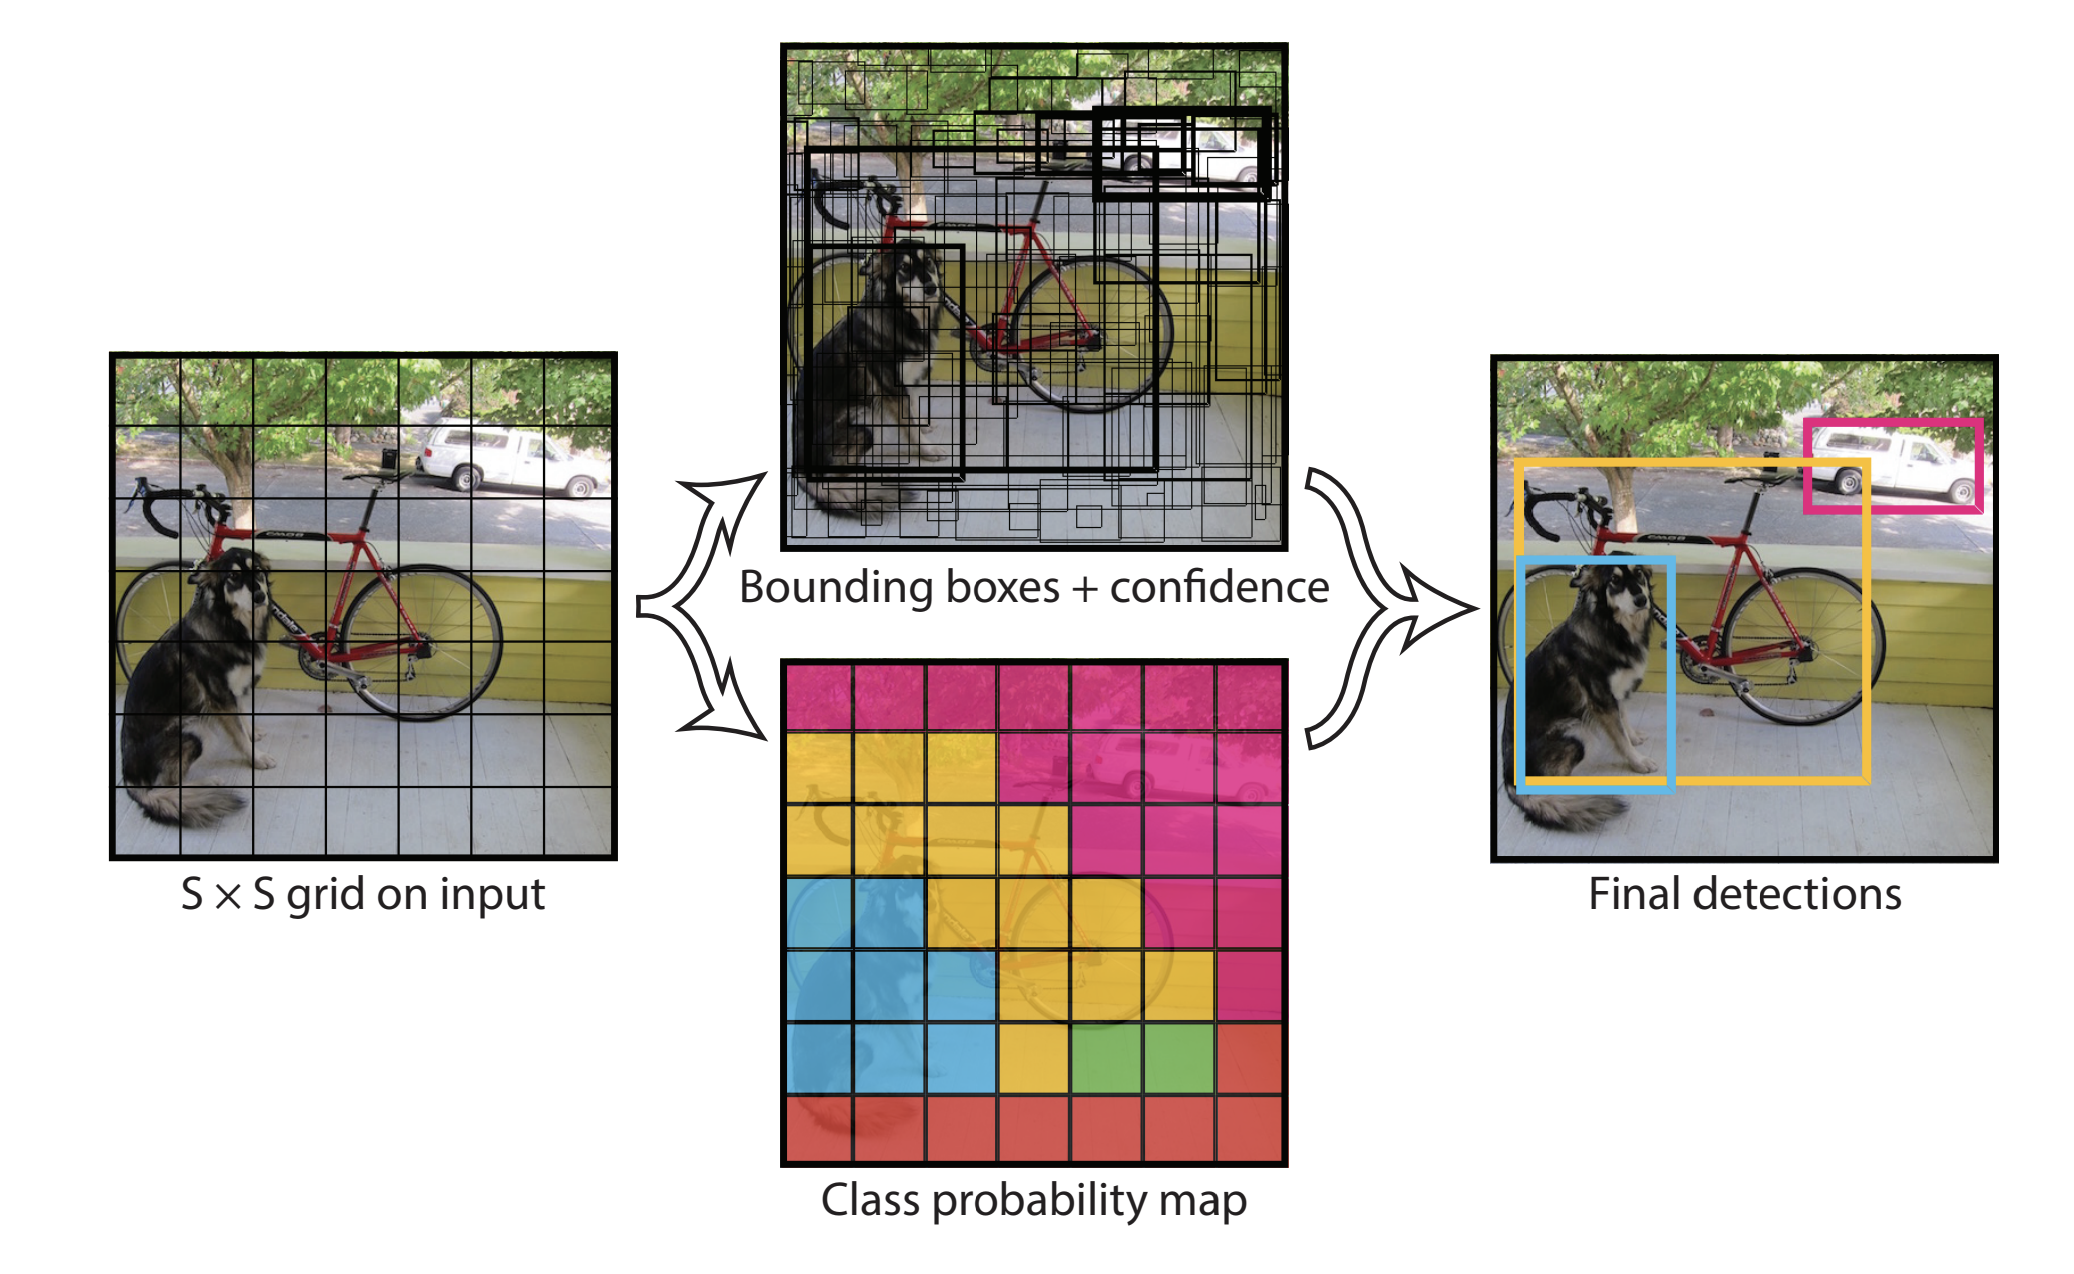 S × S grid on input
Bounding boxes + confidence
Class probability map
Final detections